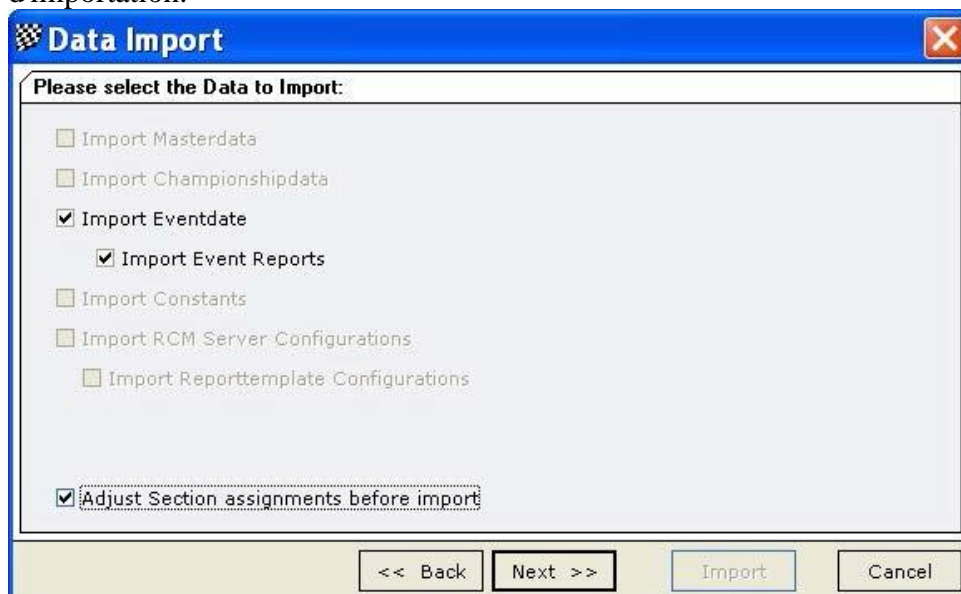 d'importation.
Data Import
Please select the Data to Import:
Import Masterdata
Import Championshipdata
Import Eventdate
Import Event Reports
Import Constants
Import RCM Server Configurations
Import Reporttemplate Configurations
Adjust Section assignments before import
<< Back Next >> Import Cancel